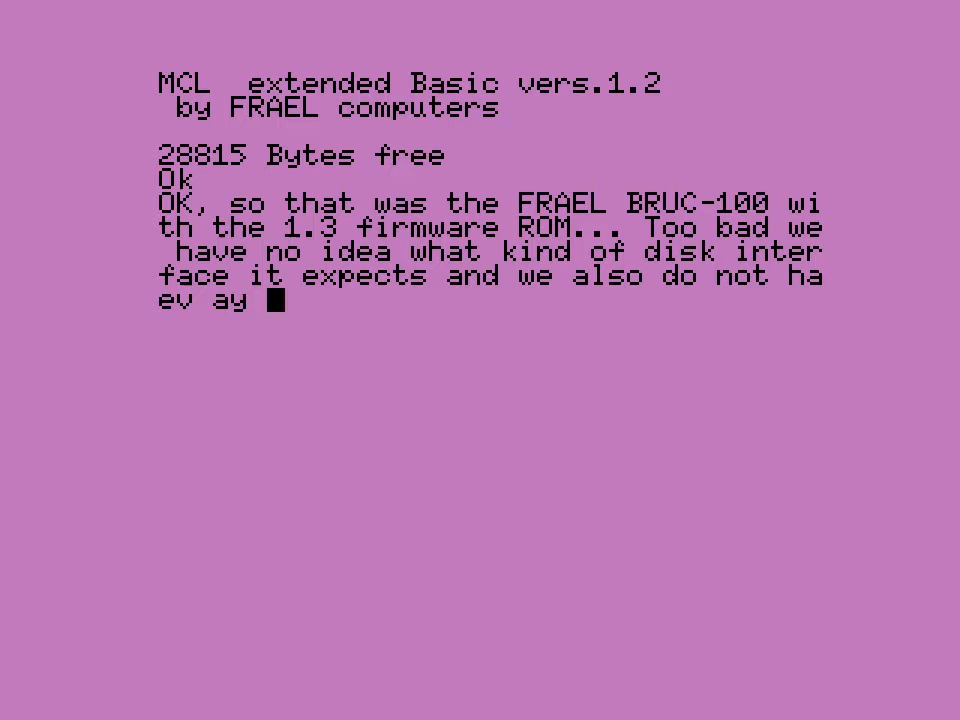 MCL  extended Basic vers.1.2
 by FRAEL computers
28815 Bytes free
Ok
OK, so that was the FRAEL BRUC-100 wi
th the 1.3 firmware ROM... Too bad we
 have no idea what kind of disk inter
face it expects and we also do not ha
ev ay